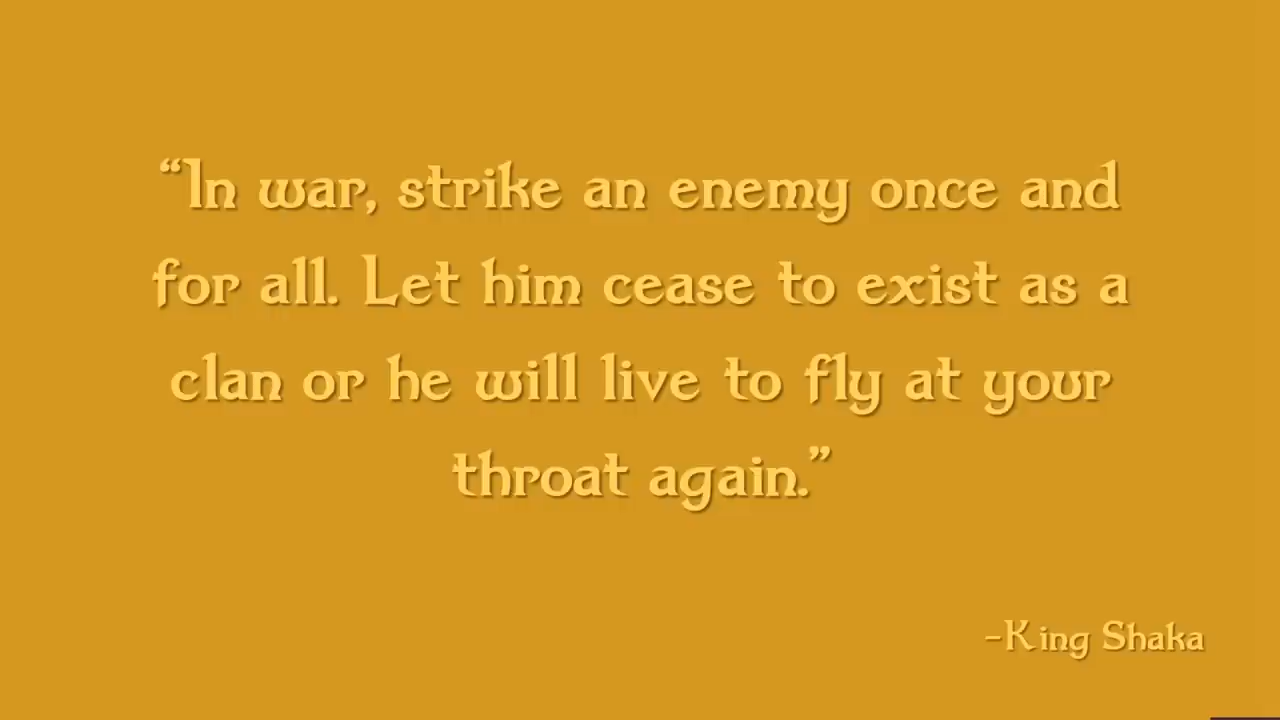 “In war, strike an enemy once and
for all. Let him cease to exist as a
clan or he will live to fly at your
throat again.”
-King Shaka